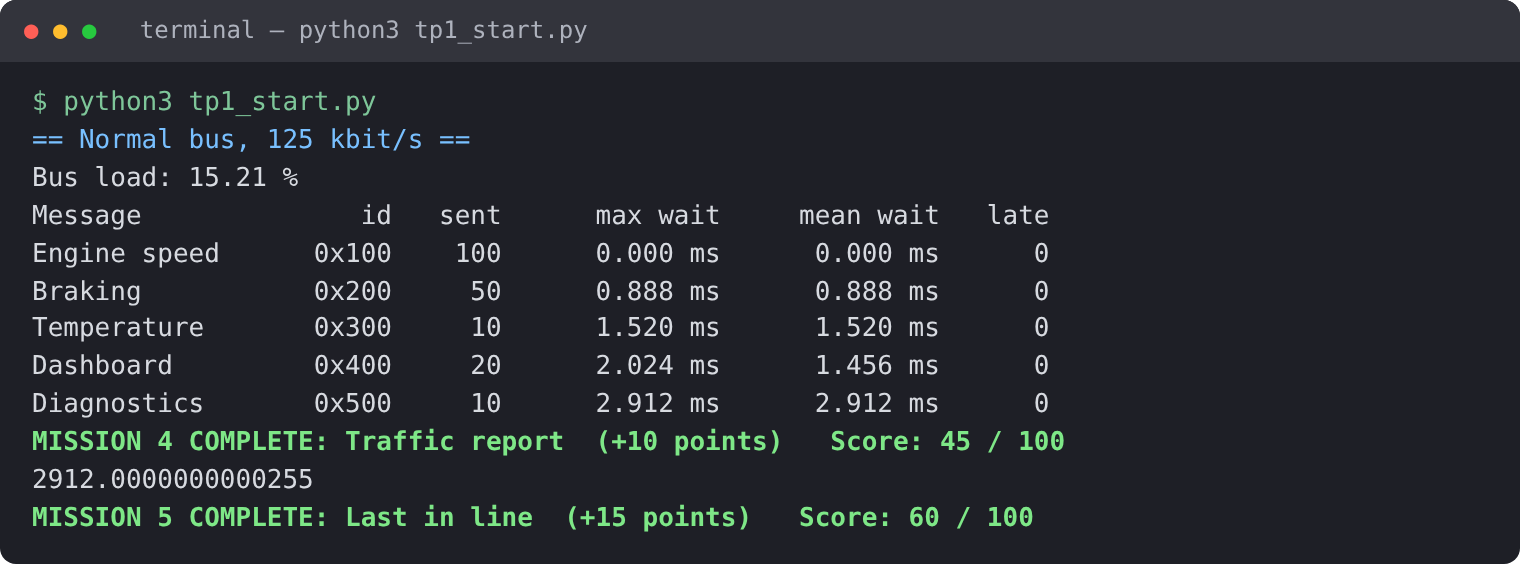 terminal — python3 tp1_start.py
$ python3 tp1_start.py
== Normal bus, 125 kbit/s ==
Bus load: 15.21 %
Message              id   sent      max wait     mean wait   late
Engine speed      0x100    100      0.000 ms      0.000 ms      0
Braking           0x200     50      0.888 ms      0.888 ms      0
Temperature       0x300     10      1.520 ms      1.520 ms      0
Dashboard         0x400     20      2.024 ms      1.456 ms      0
Diagnostics       0x500     10      2.912 ms      2.912 ms      0
MISSION 4 COMPLETE: Traffic report  (+10 points)   Score: 45 / 100
2912.0000000000255
MISSION 5 COMPLETE: Last in line  (+15 points)   Score: 60 / 100